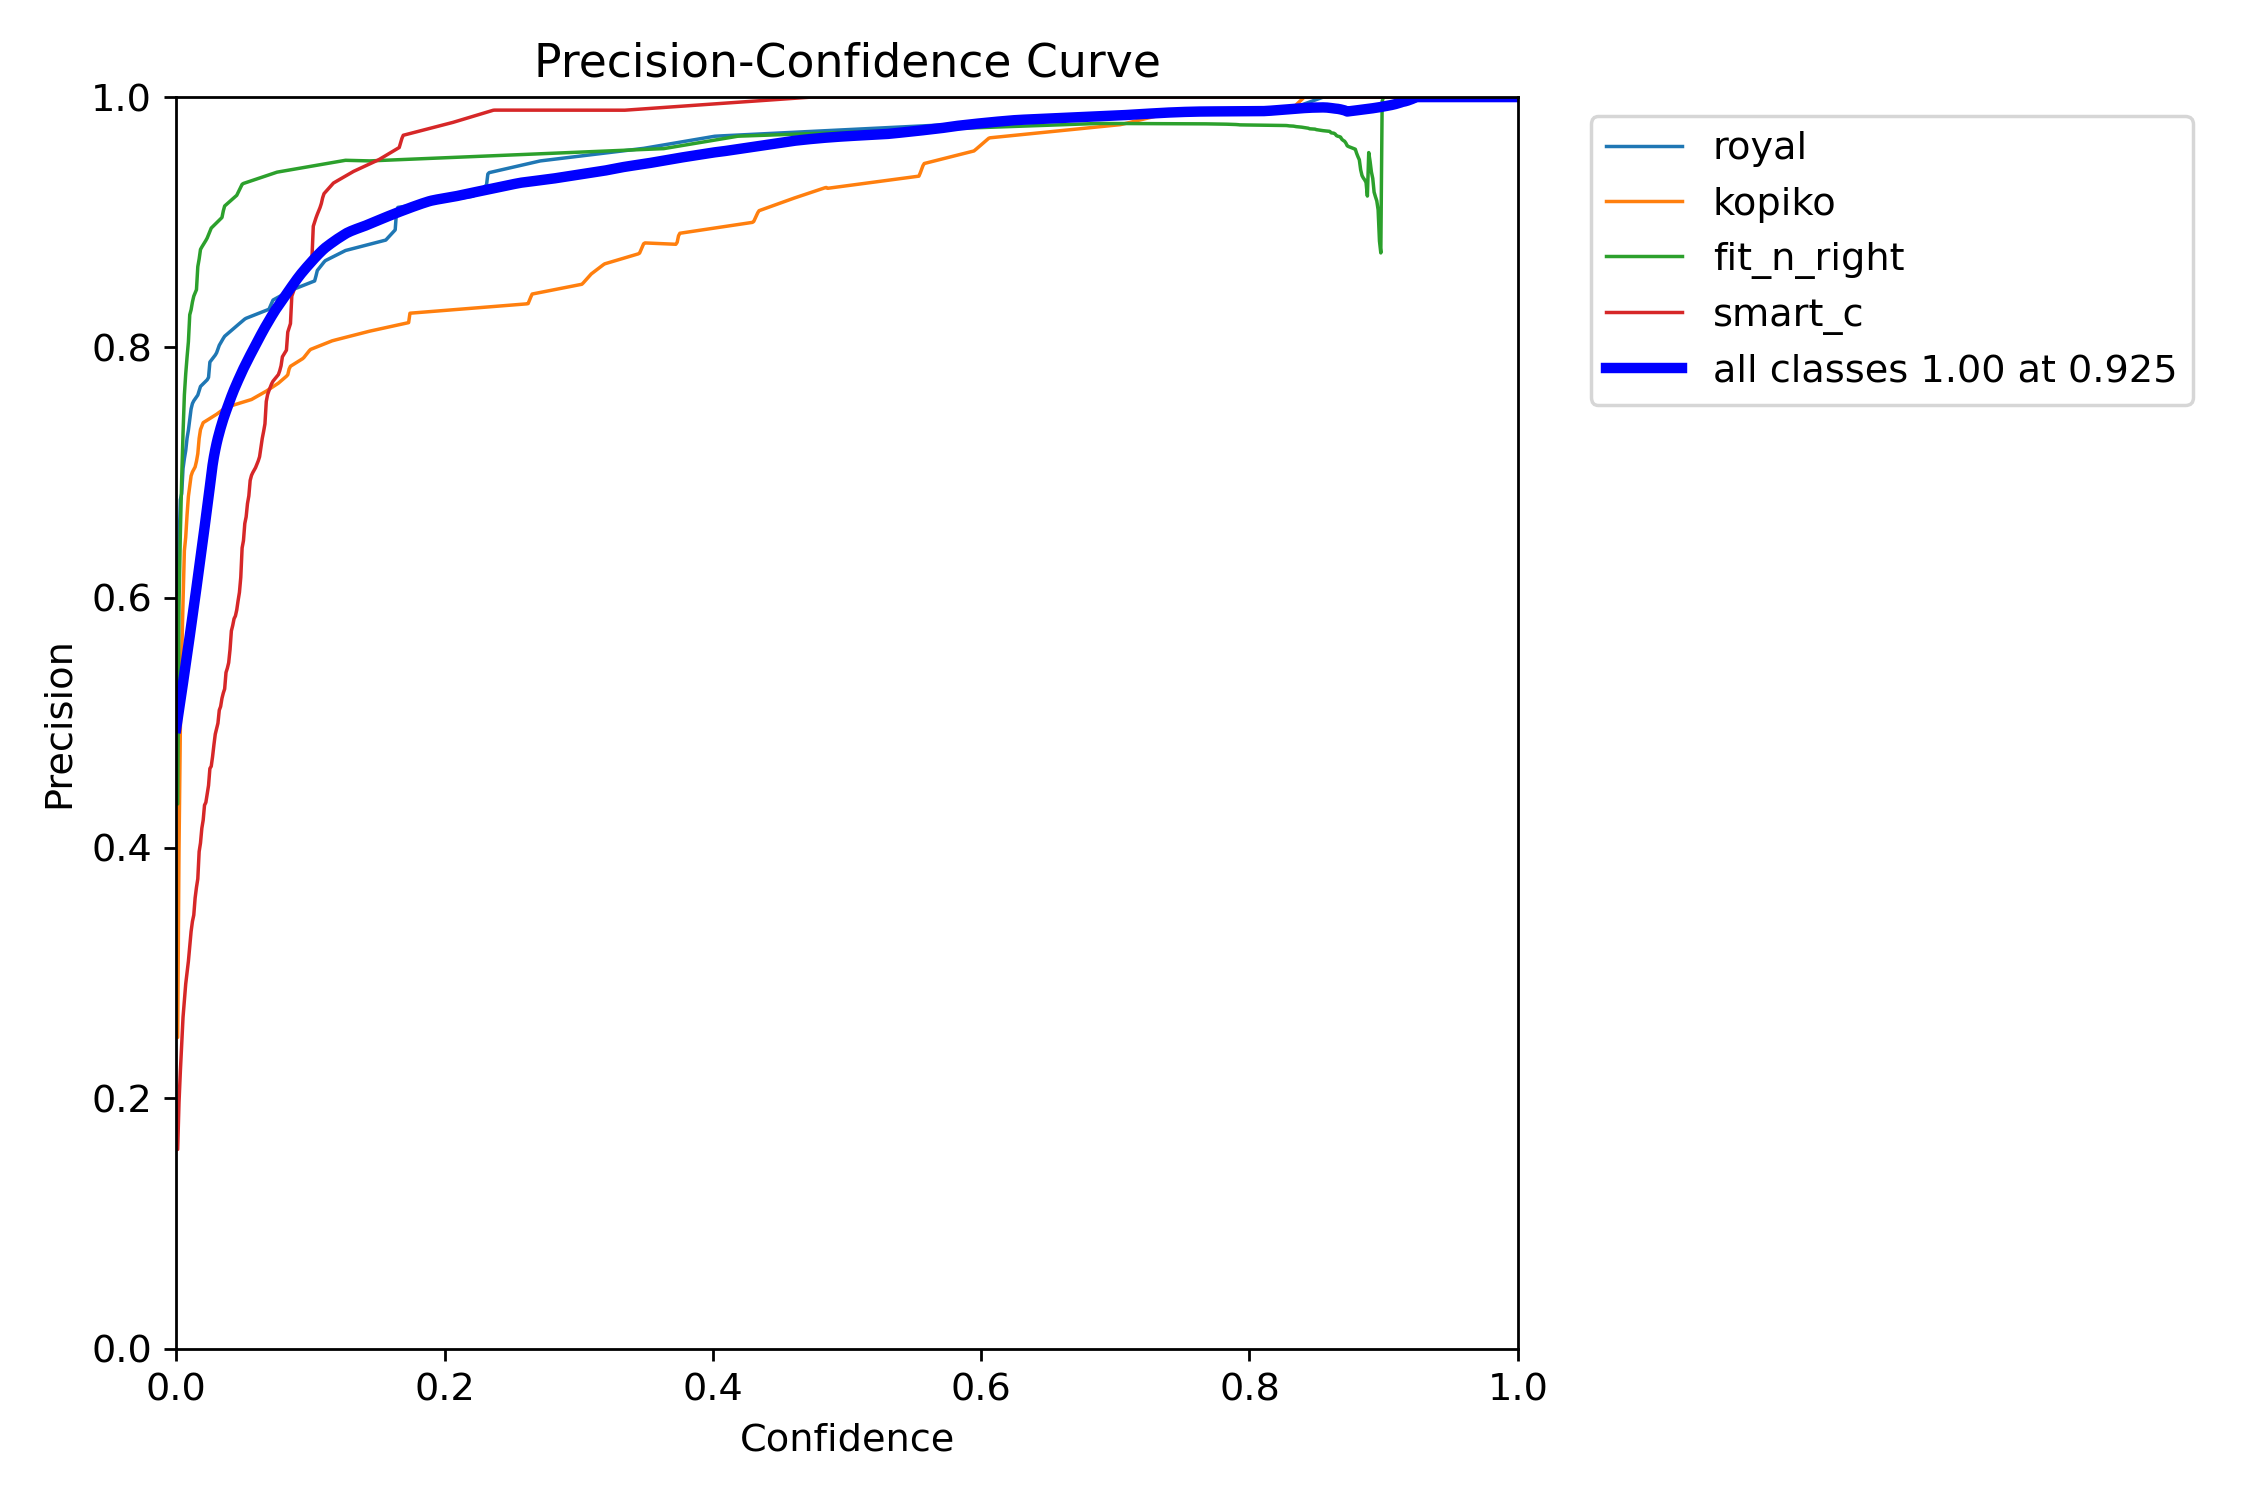 Precision-Confidence Curve
1.0
0.8
0.6
0.4
0.2
0.0
Precision
0.0 0.2 0.4 0.6 0.8 1.0
Confidence
royal
kopiko
fit_n_right
smart_c
all classes 1.00 at 0.925